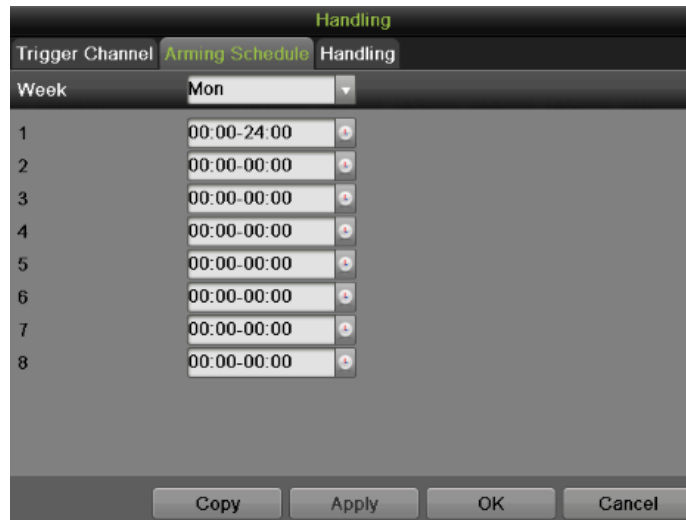 Handling
Trigger Channel Arming Schedule Handling
Week Mon
1 00:00-24:00
2 00:00-00:00
3 00:00-00:00
4 00:00-00:00
5 00:00-00:00
6 00:00-00:00
7 00:00-00:00
8 00:00-00:00
Copy Apply OK Cancel